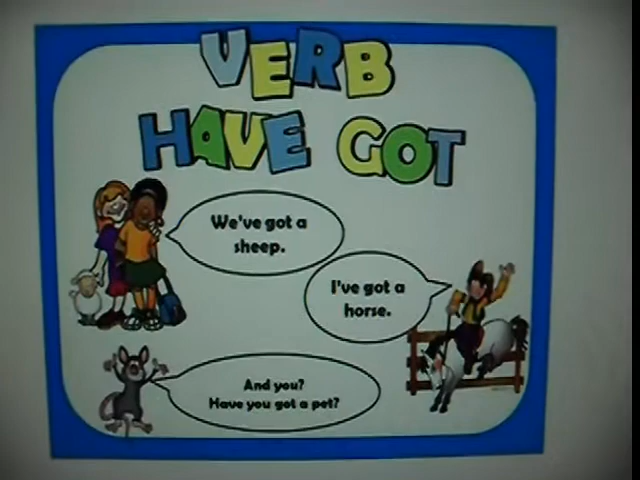 VERB
HAVE GOT
We've got a
sheep.
I've got a
horse.
And you?
Have you got a pet?